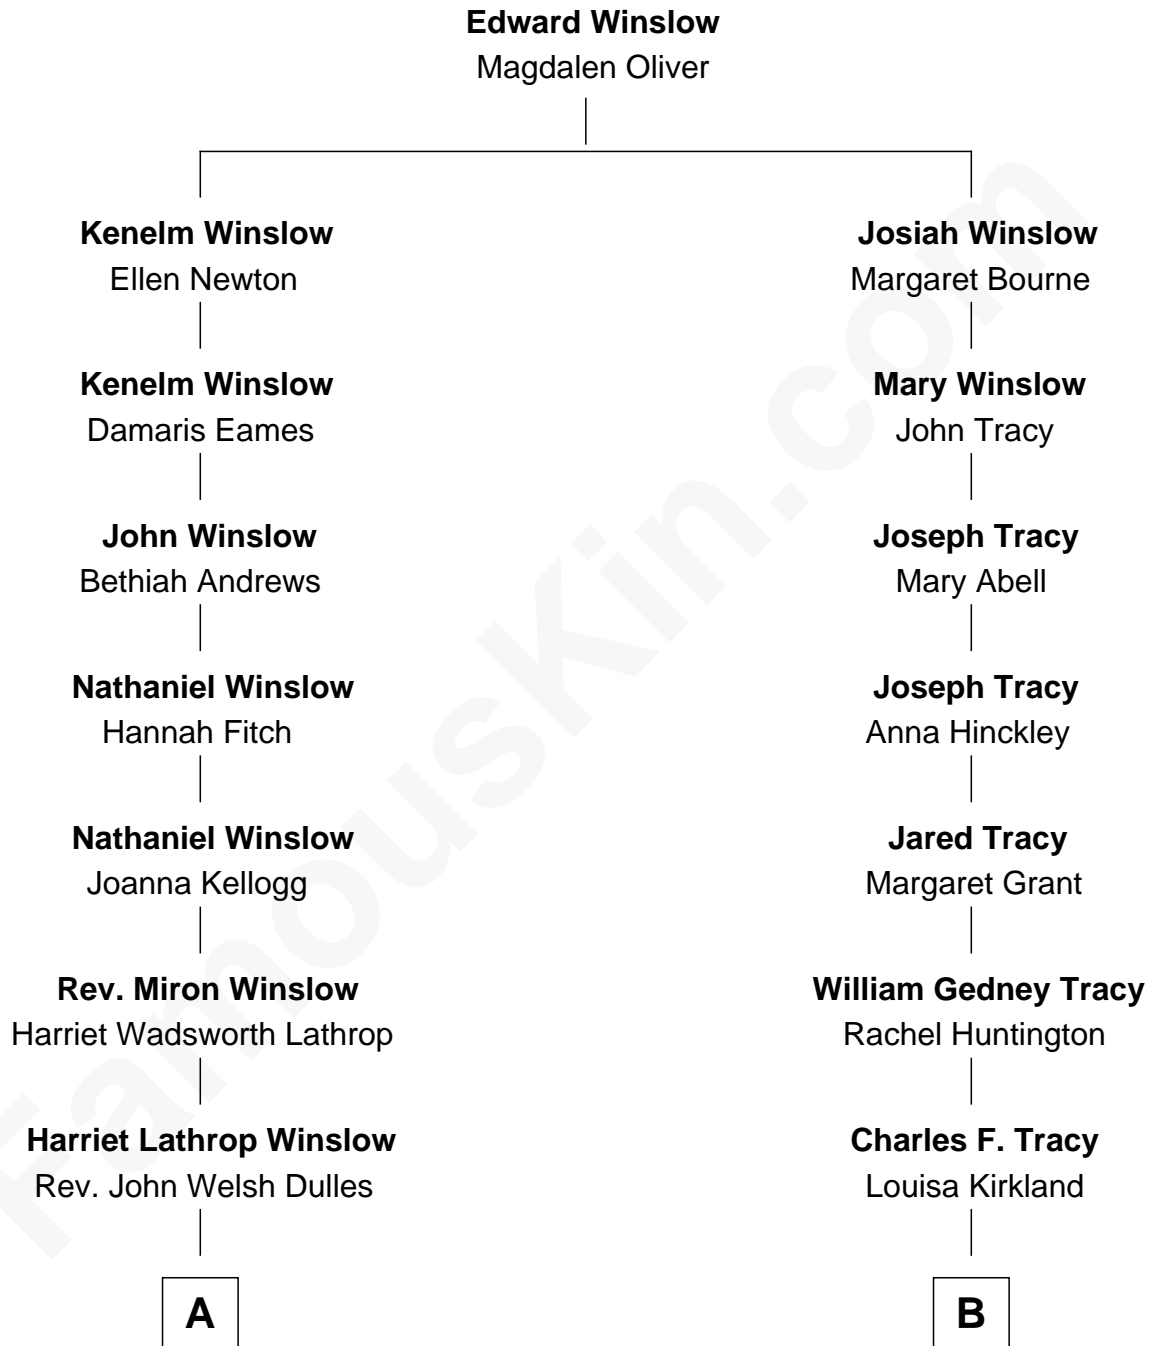 Edward Winslow
Magdalen Oliver
Kenelm Winslow
Ellen Newton
Josiah Winslow
Margaret Bourne
Kenelm Winslow
Damaris Eames
Mary Winslow
John Tracy
John Winslow
Bethiah Andrews
Joseph Tracy
Mary Abell
Nathaniel Winslow
Hannah Fitch
Joseph Tracy
Anna Hinckley
Nathaniel Winslow
Joanna Kellogg
Jared Tracy
Margaret Grant
Rev. Miron Winslow
Harriet Wadsworth Lathrop
William Gedney Tracy
Rachel Huntington
Harriet Lathrop Winslow
Rev. John Welsh Dulles
Charles F. Tracy
Louisa Kirkland
A
B
FamousKin.com